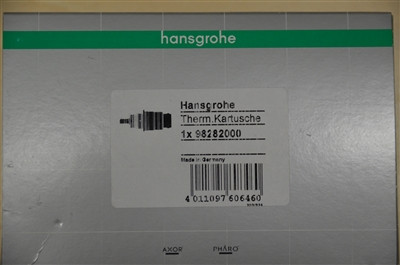 hansgrohe
Hansgrohe
Therm.Kartusche
1x 98282000
Made in Germany
4 011097 606460
AXOR PHARO